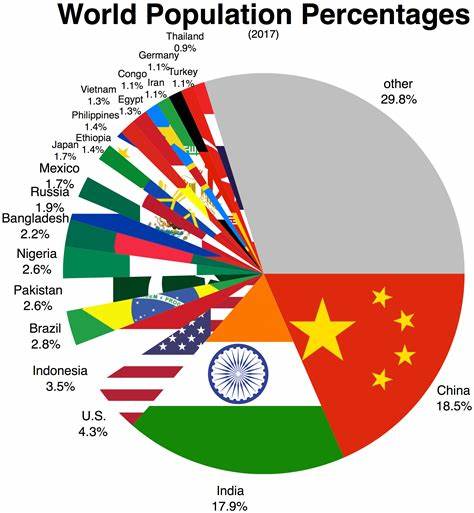 World Population Percentages
(2017)
Thailand
0.9%
Germany
1.1%
Turkey
1.1%
Congo
1.1%
Iran
1.1%
Vietnam
1.3%
Egypt
1.3%
Philippines
1.4%
Ethiopia
1.4%
Japan
1.7%
Mexico
1.7%
Russia
1.9%
Bangladesh
2.2%
Nigeria
2.6%
Pakistan
2.6%
Brazil
2.8%
Indonesia
3.5%
U.S.
4.3%
India
17.9%
China
18.5%
other
29.8%